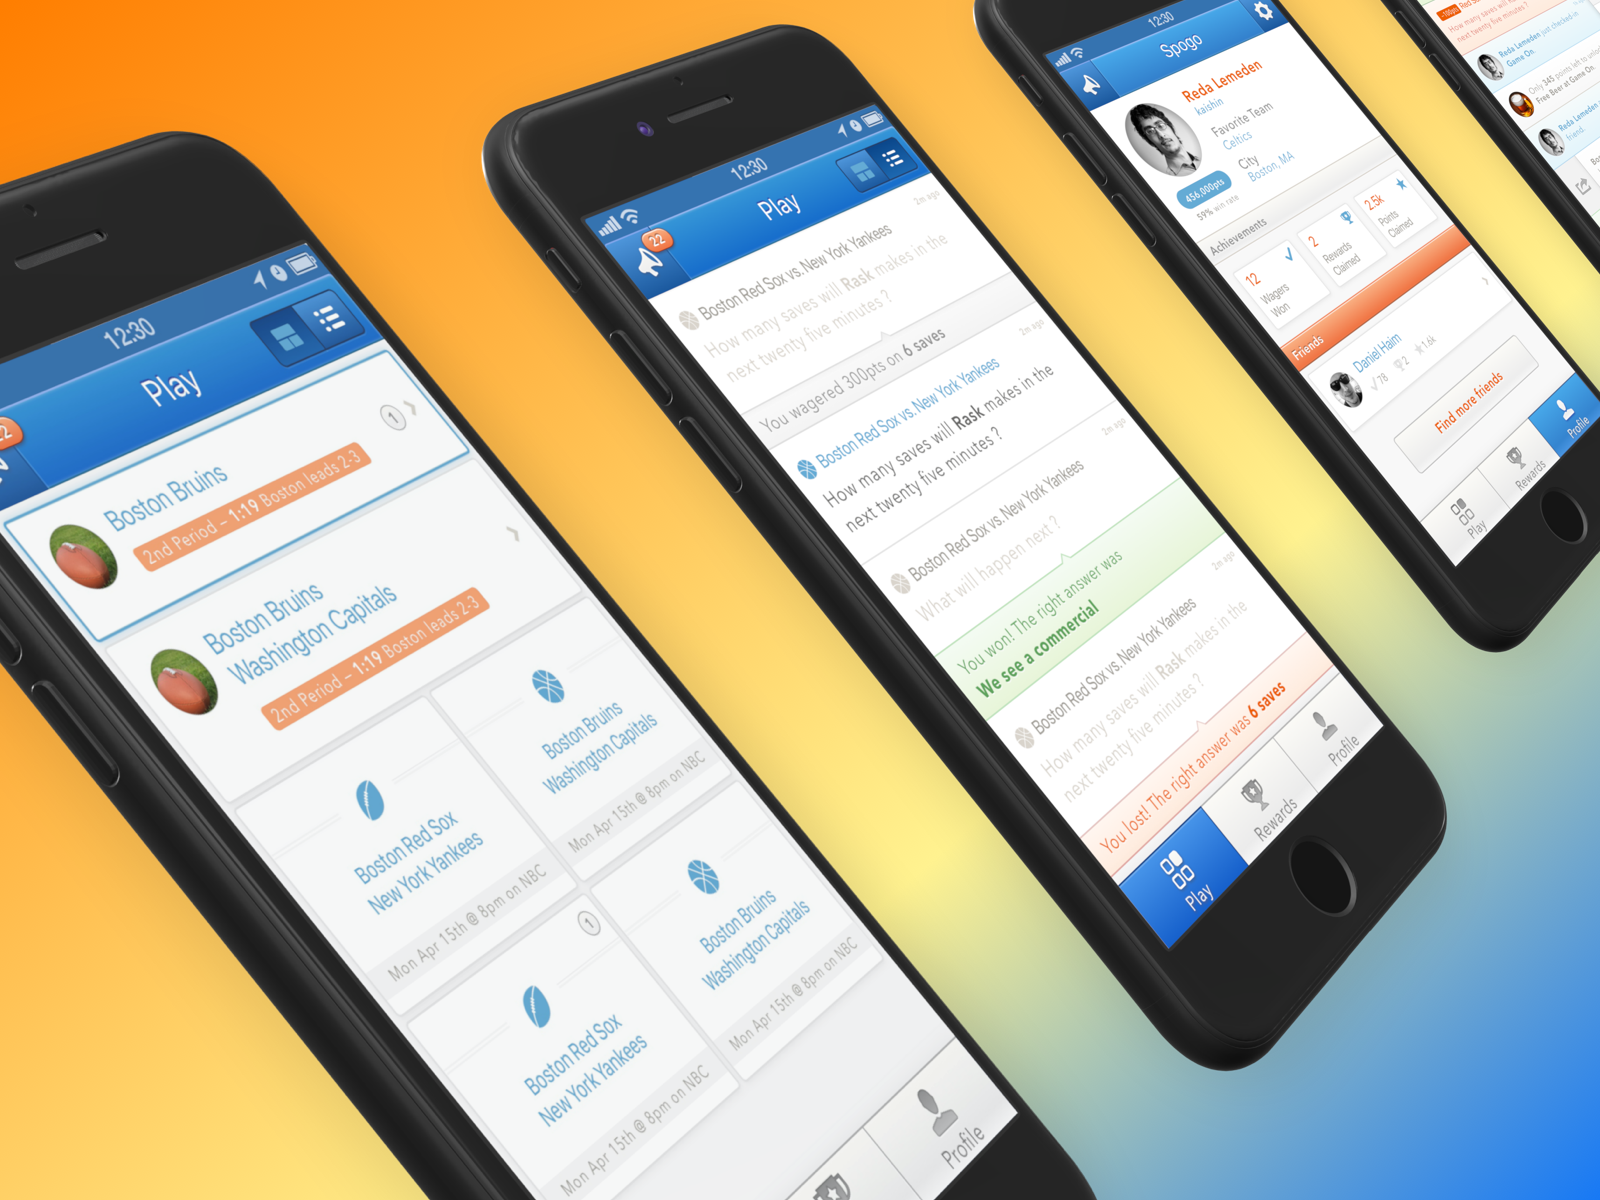 12:30
22
Play
Boston Bruins
1
2nd Period – 1:19 Boston leads 2-3
Boston Bruins
Washington Capitals
2nd Period – 1:19 Boston leads 2-3
Boston Red Sox
New York Yankees
Mon Apr 15th @ 8pm on NBC
Boston Bruins
Washington Capitals
Mon Apr 15th @ 8pm on NBC
1
Boston Red Sox
New York Yankees
Mon Apr 15th @ 8pm on NBC
Boston Bruins
Washington Capitals
Mon Apr 15th @ 8pm on NBC
Profile
12:30
22
Play
2m ago
Boston Red Sox vs. New York Yankees
How many saves will Rask makes in the
next twenty five minutes ?
You wagered 300pts on 6 saves
2m ago
Boston Red Sox vs. New York Yankees
How many saves will Rask makes in the
next twenty five minutes ?
2m ago
Boston Red Sox vs. New York Yankees
What will happen next ?
You won! The right answer was
We see a commercial
2m ago
Boston Red Sox vs. New York Yankees
How many saves will Rask makes in the
next twenty five minutes ?
You lost! The right answer was 6 saves
Play
Rewards
Profile
12:30
Spogo
Reda Lemeden
kaishin
Favorite Team
Celtics
City
Boston, MA
456,000pts
59% win rate
Achievements
12
Wagers
Won
2
Rewards
Claimed
2.5k
Points
Claimed
Friends
Daniel Haim
78 2 1.6k
Find more friends
Play
Rewards
Profile
Red
How many saves will
next twenty five minutes ?
Reda Lemeden just checked in
Game On.
Only 345 points left to
Free Beer at Game On.
Reda Lemeden
friend.